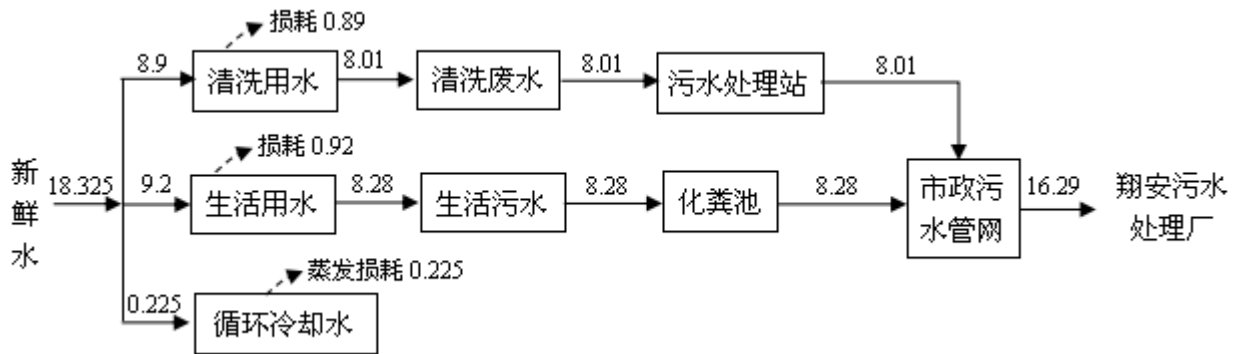 损耗 0.89
8.9
清洗用水
8.01
清洗废水
8.01
污水处理站
8.01
新鲜水
18.325
损耗 0.92
9.2
生活用水
8.28
生活污水
8.28
化粪池
8.28
市政污
水管网
16.29
翔安污水
处理厂
蒸发损耗 0.225
0.225
循环冷却水